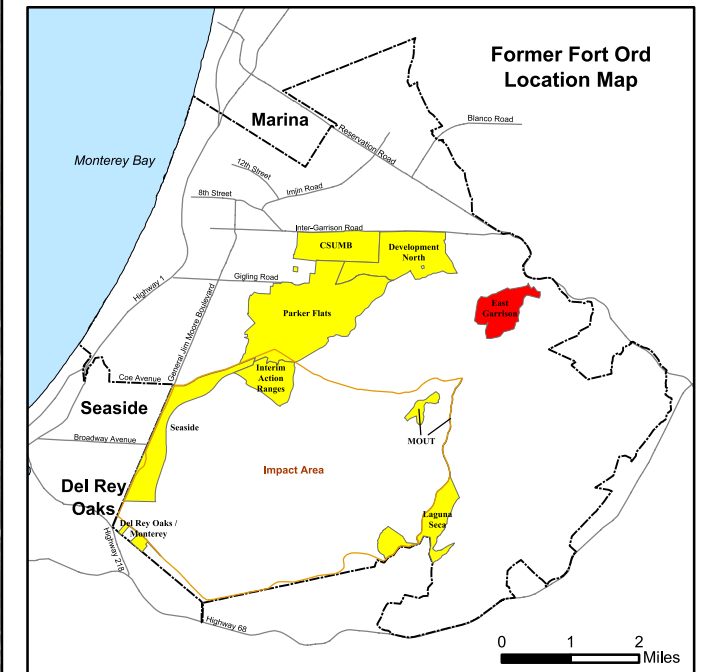 Former Fort Ord
Location Map
Marina
Blanco Road
Reservation Road
Monterey Bay
12th Street
Imjin Road
8th Street
Inter-Garrison Road
CSUMB
Development
North
Gigling Road
Highway 1
General Jim Moore Boulevard
East
Garrison
Parker Flats
Interim
Action
Ranges
Coe Avenue
Seaside
Seaside
MOUT
Broadway Avenue
Impact Area
Del Rey
Oaks
Del Rey Oaks /
Monterey
Laguna
Seca
Highway 218
Highway 68
0 1 2
Miles